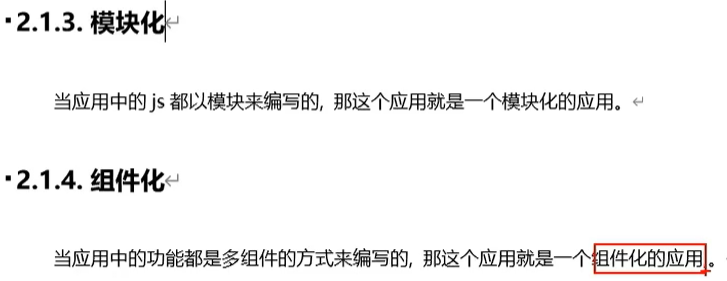 2.1.3. 模块化
当应用中的 js 都以模块来编写的, 那这个应用就是一个模块化的应用。
2.1.4. 组件化
当应用中的功能都是多组件的方式来编写的, 那这个应用就是一个组件化的应用。